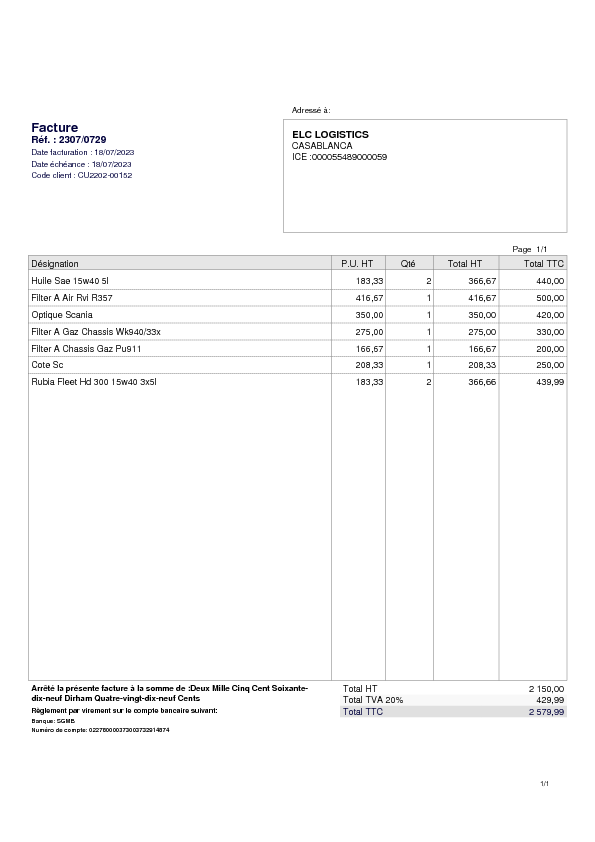 Adressé à:
Facture
Réf. : 2307/0729
Date facturation : 18/07/2023
Date échéance : 18/07/2023
Code client : CU2202-00152
ELC LOGISTICS
CASABLANCA
ICE :000055489000059
Page 1/1
Désignation P.U. HT Qté Total HT Total TTC
Huile Sae 15w40 5l 183,33 2 366,67 440,00
Filter A Air Rvi R357 416,67 1 416,67 500,00
Optique Scania 350,00 1 350,00 420,00
Filter A Gaz Chassis Wk940/33x 275,00 1 275,00 330,00
Filter A Chassis Gaz Pu911 166,67 1 166,67 200,00
Cote Sc 208,33 1 208,33 250,00
Rubia Fleet Hd 300 15w40 3x5l 183,33 2 366,66 439,99
Arrêté la présente facture à la somme de :Deux Mille Cinq Cent Soixante-
dix-neuf Dirham Quatre-vingt-dix-neuf Cents
Règlement par virement sur le compte bancaire suivant:
Banque: SGMB
Numéro de compte: 022780000373003732914874
Total HT 2 150,00
Total TVA 20% 429,99
Total TTC 2 579,99
1/1